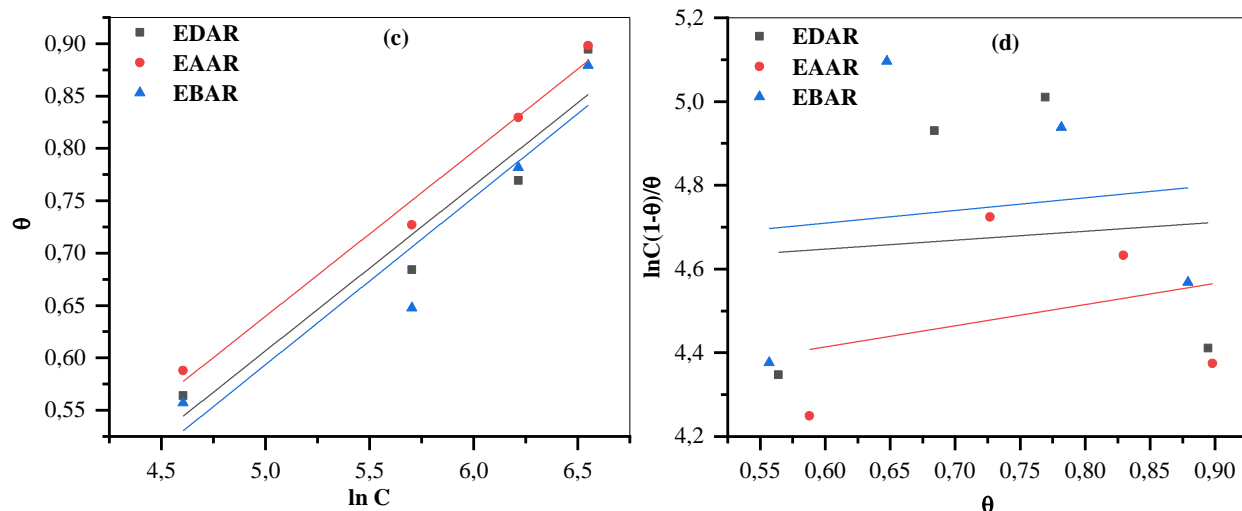 (c)
EDAR
EAAR
EBAR
0,90
0,85
0,80
0,75
0,70
0,65
0,60
0,55
θ
4,5 5,0 5,5 6,0 6,5
ln C
(d)
EDAR
EAAR
EBAR
5,2
5,0
4,8
4,6
4,4
4,2
lnC(1-θ)/θ
0,55 0,60 0,65 0,70 0,75 0,80 0,85 0,90
θ